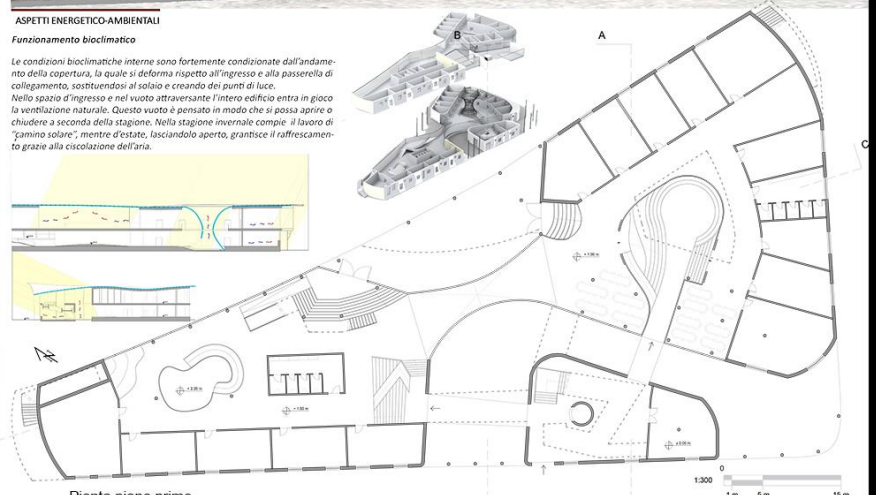 ASPETTI ENERGETICO-AMBIENTALI
Funzionamento bioclimatico
Le condizioni bioclimatiche interne sono fortemente condizionate dall'andame-
nto della copertura, la quale si deforma rispetto all'ingresso e alla passerella di
collegamento, sostituendosi al solaio e creando dei punti di luce.
Nello spazio d'ingresso e nel vuoto attraversante l'intero edificio entra in gioco
la ventilazione naturale. Questo vuoto è pensato in modo che si possa aprire o
chiudere a seconda della stagione. Nella stagione invernale compie il lavoro di
"camino solare", mentre d'estate, lasciandolo aperto, grantisce il raffrescamen-
to grazie alla ciscolazione dell'aria.
B
A
C
N
1:300
0
1 m 5 m 15 m
Pianta piano primo